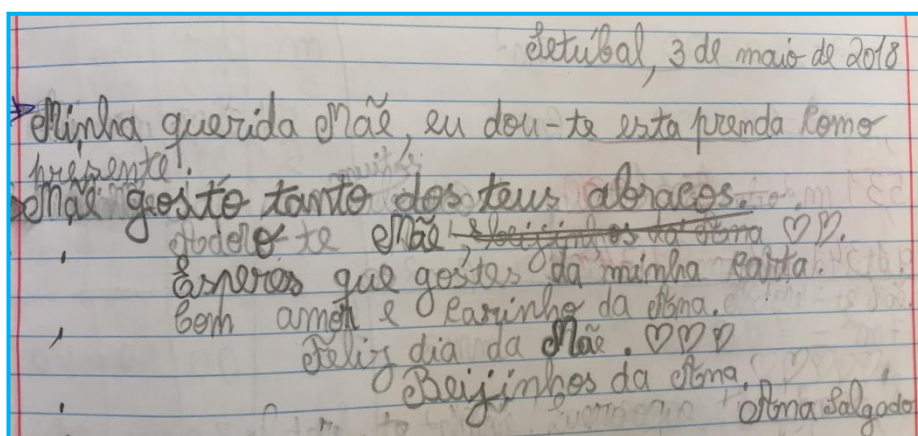 Setúbal, 3 de maio de 2018
Minha querida Mãe, eu dou-te esta prenda como
presente.
Mãe gosto tanto dos teus abraços.
Adoro-te Mãe, beijinhos da Ana ♡♡.
Esperos que gostes da minha carta.
Com amor e carinho da Ana.
Feliz dia da Mãe. ♡♡♡
Beijinhos da Ana.
Ana Salgado